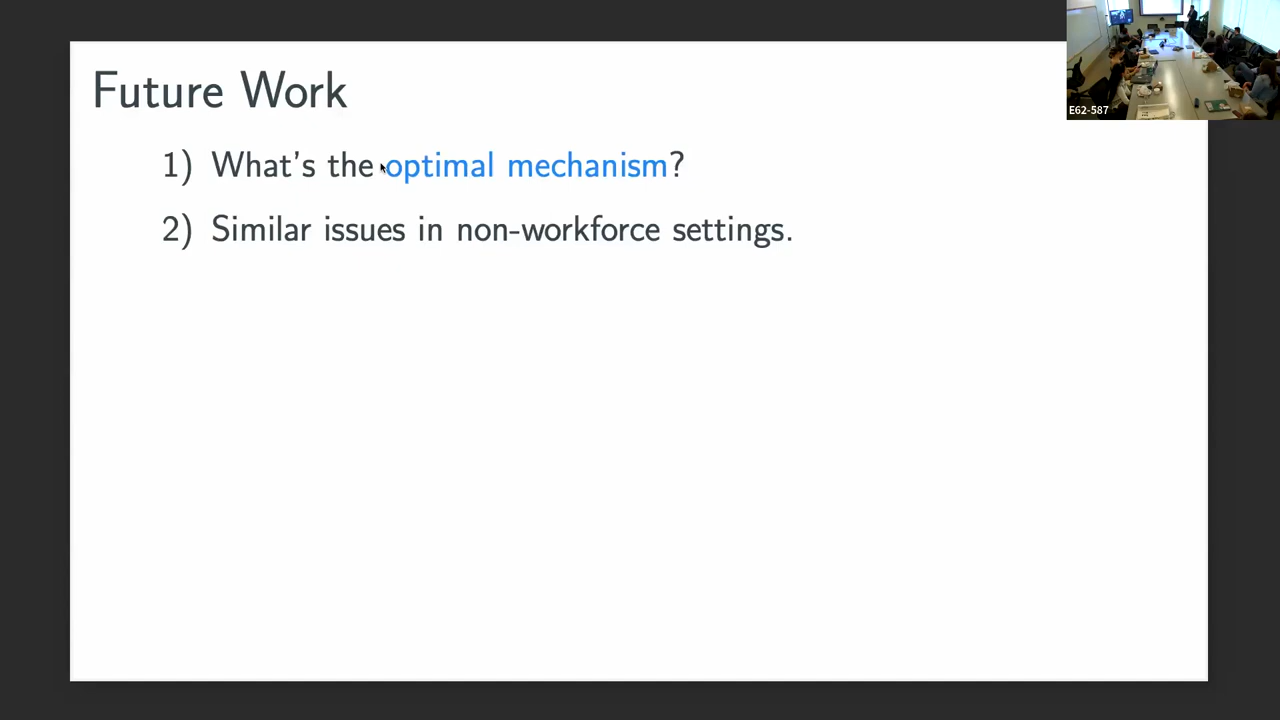 Future Work
1) What's the optimal mechanism?
2) Similar issues in non-workforce settings.
E62-587